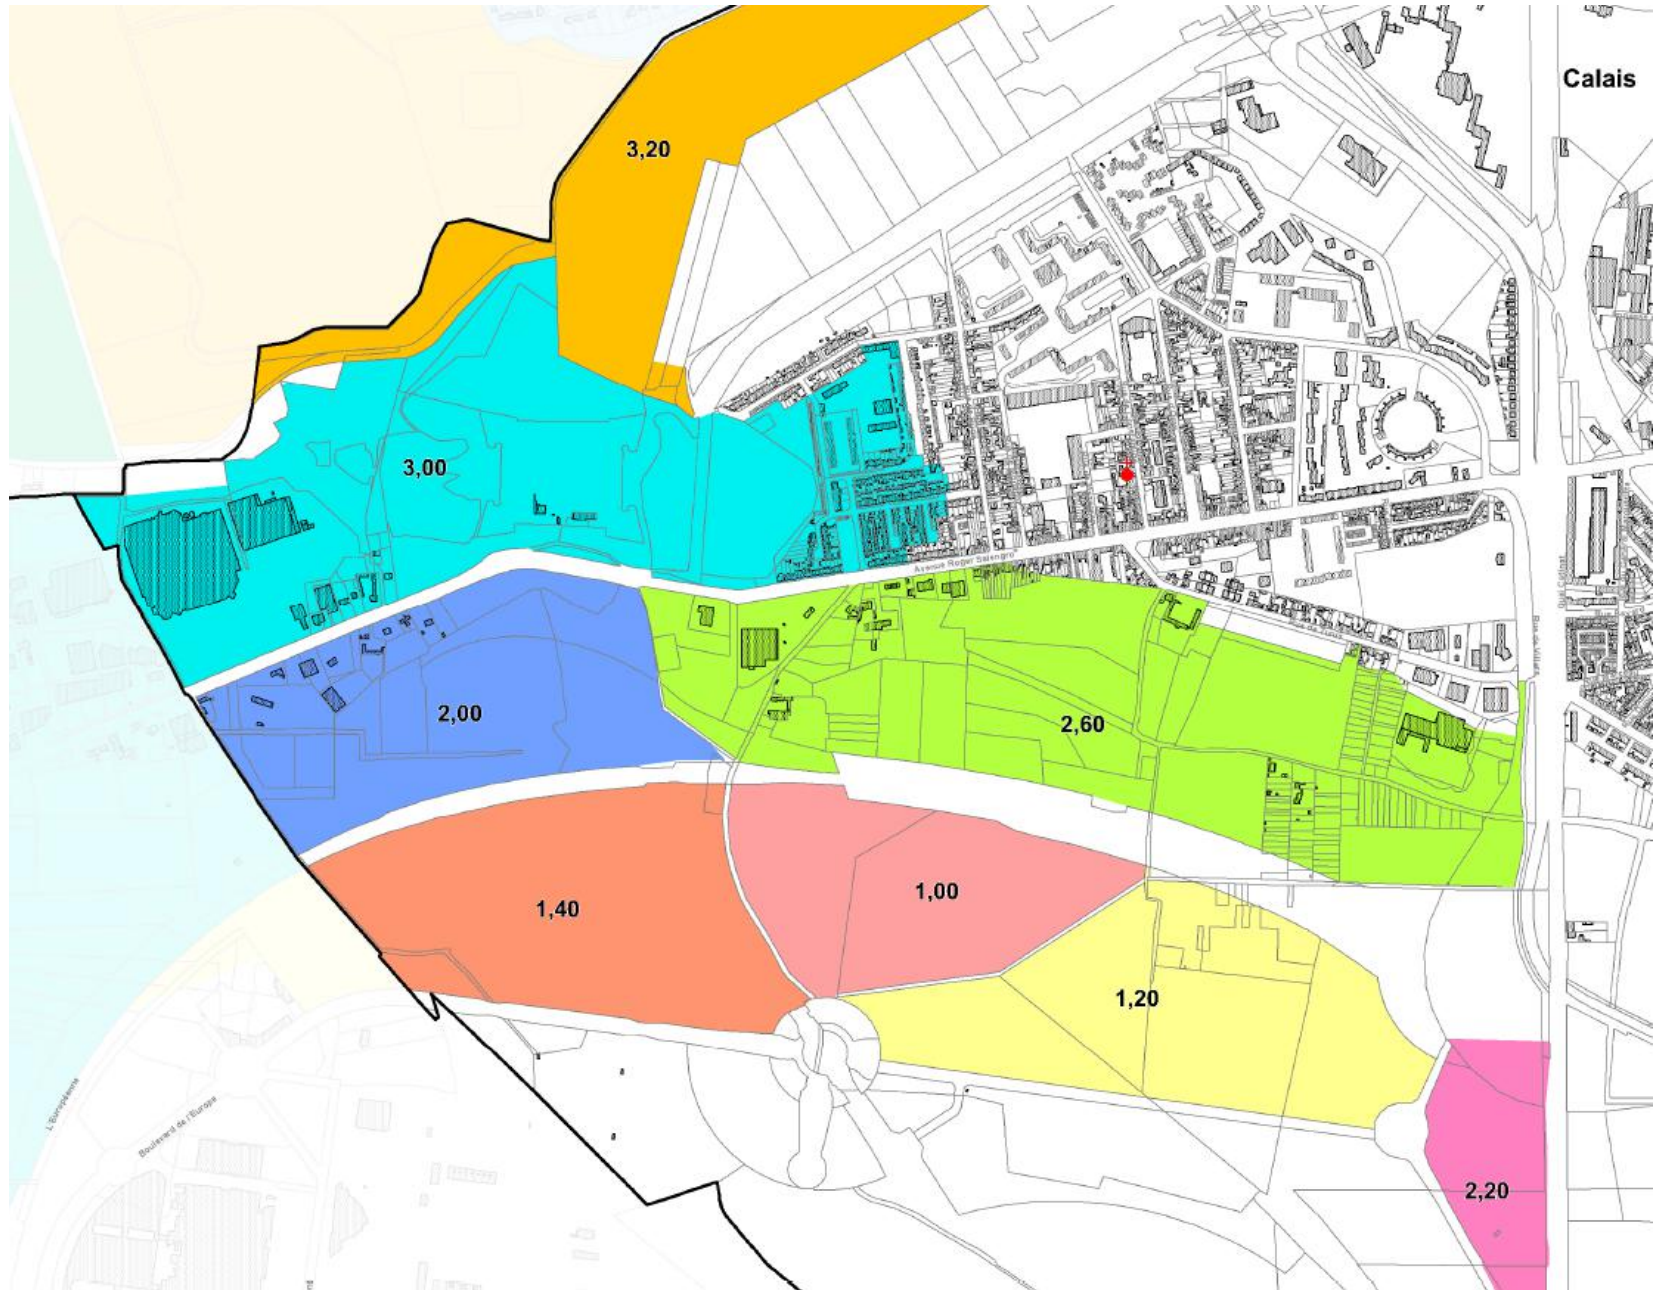 Calais
3,20
3,00
Avenue Roger Salengro
2,00
2,60
1,40
1,00
1,20
2,20
L'Européenne
Boulevard de l'Europe